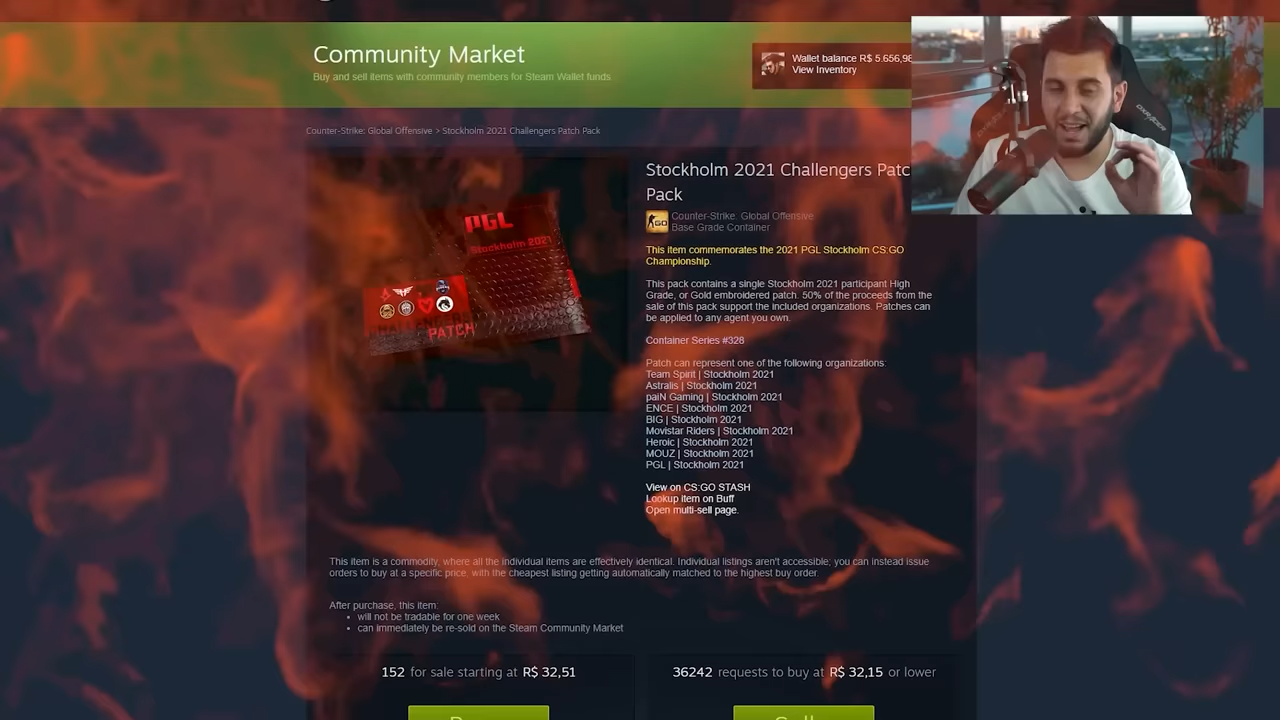 Community Market
Buy and sell items with community members for Steam Wallet funds
Wallet balance R$ 5.656,98
View Inventory
Counter-Strike: Global Offensive > Stockholm 2021 Challengers Patch Pack
Stockholm 2021 Challengers Patc
Pack
Counter-Strike: Global Offensive
Base Grade Container
PGL
Stockholm 2021
PATCH
This item commemorates the 2021 PGL Stockholm CS:GO
Championship.
This pack contains a single Stockholm 2021 participant High
Grade, or Gold embroidered patch. 50% of the proceeds from the
sale of this pack support the included organizations. Patches can
be applied to any agent you own.
Container Series #328
Patch can represent one of the following organizations:
Team Spirit | Stockholm 2021
Astralis | Stockholm 2021
paiN Gaming | Stockholm 2021
ENCE | Stockholm 2021
BIG | Stockholm 2021
Movistar Riders | Stockholm 2021
Heroic | Stockholm 2021
MOUZ | Stockholm 2021
PGL | Stockholm 2021
View on CS:GO STASH
Lookup item on Buff
Open multi-sell page.
This item is a commodity, where all the individual items are effectively identical. Individual listings aren't accessible; you can instead issue
orders to buy at a specific price, with the cheapest listing getting automatically matched to the highest buy order.
After purchase, this item:
• will not be tradable for one week
• can immediately be re-sold on the Steam Community Market
152 for sale starting at R$ 32,51
36242 requests to buy at R$ 32,15 or lower